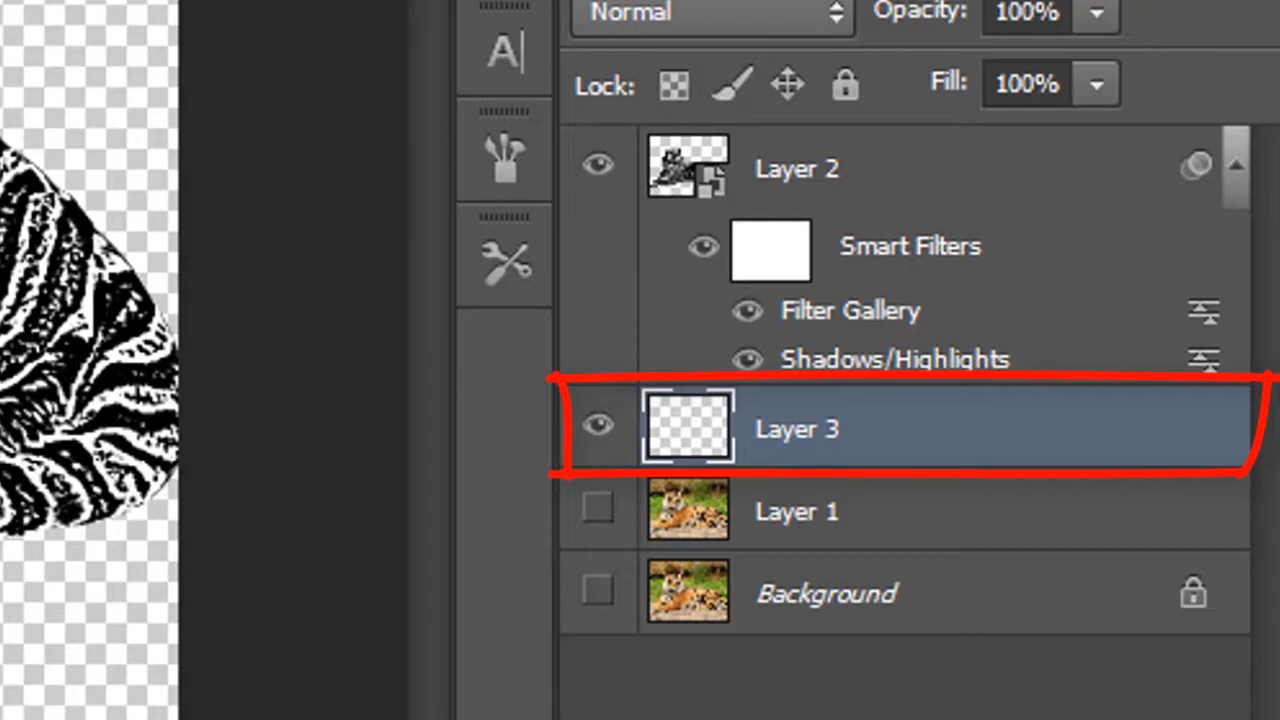 Normal Opacity: 100%
A|
Lock: Fill: 100%
Layer 2
Smart Filters
Filter Gallery
Shadows/Highlights
Layer 3
Layer 1
Background